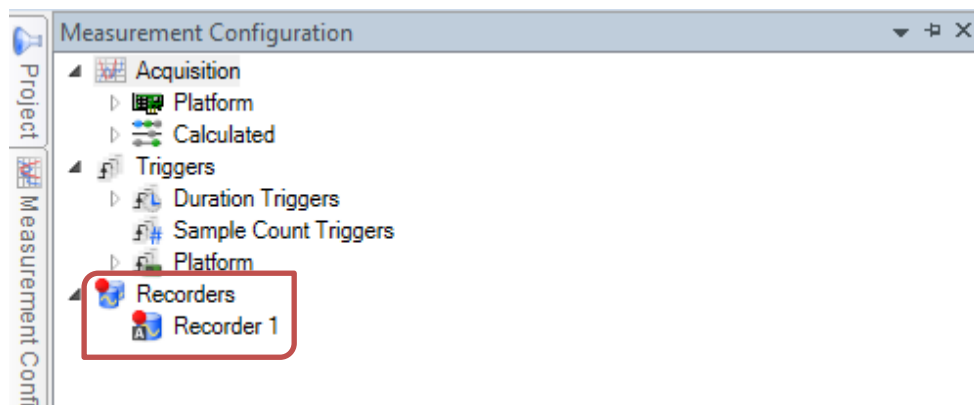 Measurement Configuration
Project
Acquisition
Platform
Calculated
Triggers
Duration Triggers
Sample Count Triggers
Platform
Recorders
Recorder 1
Measurement Confi